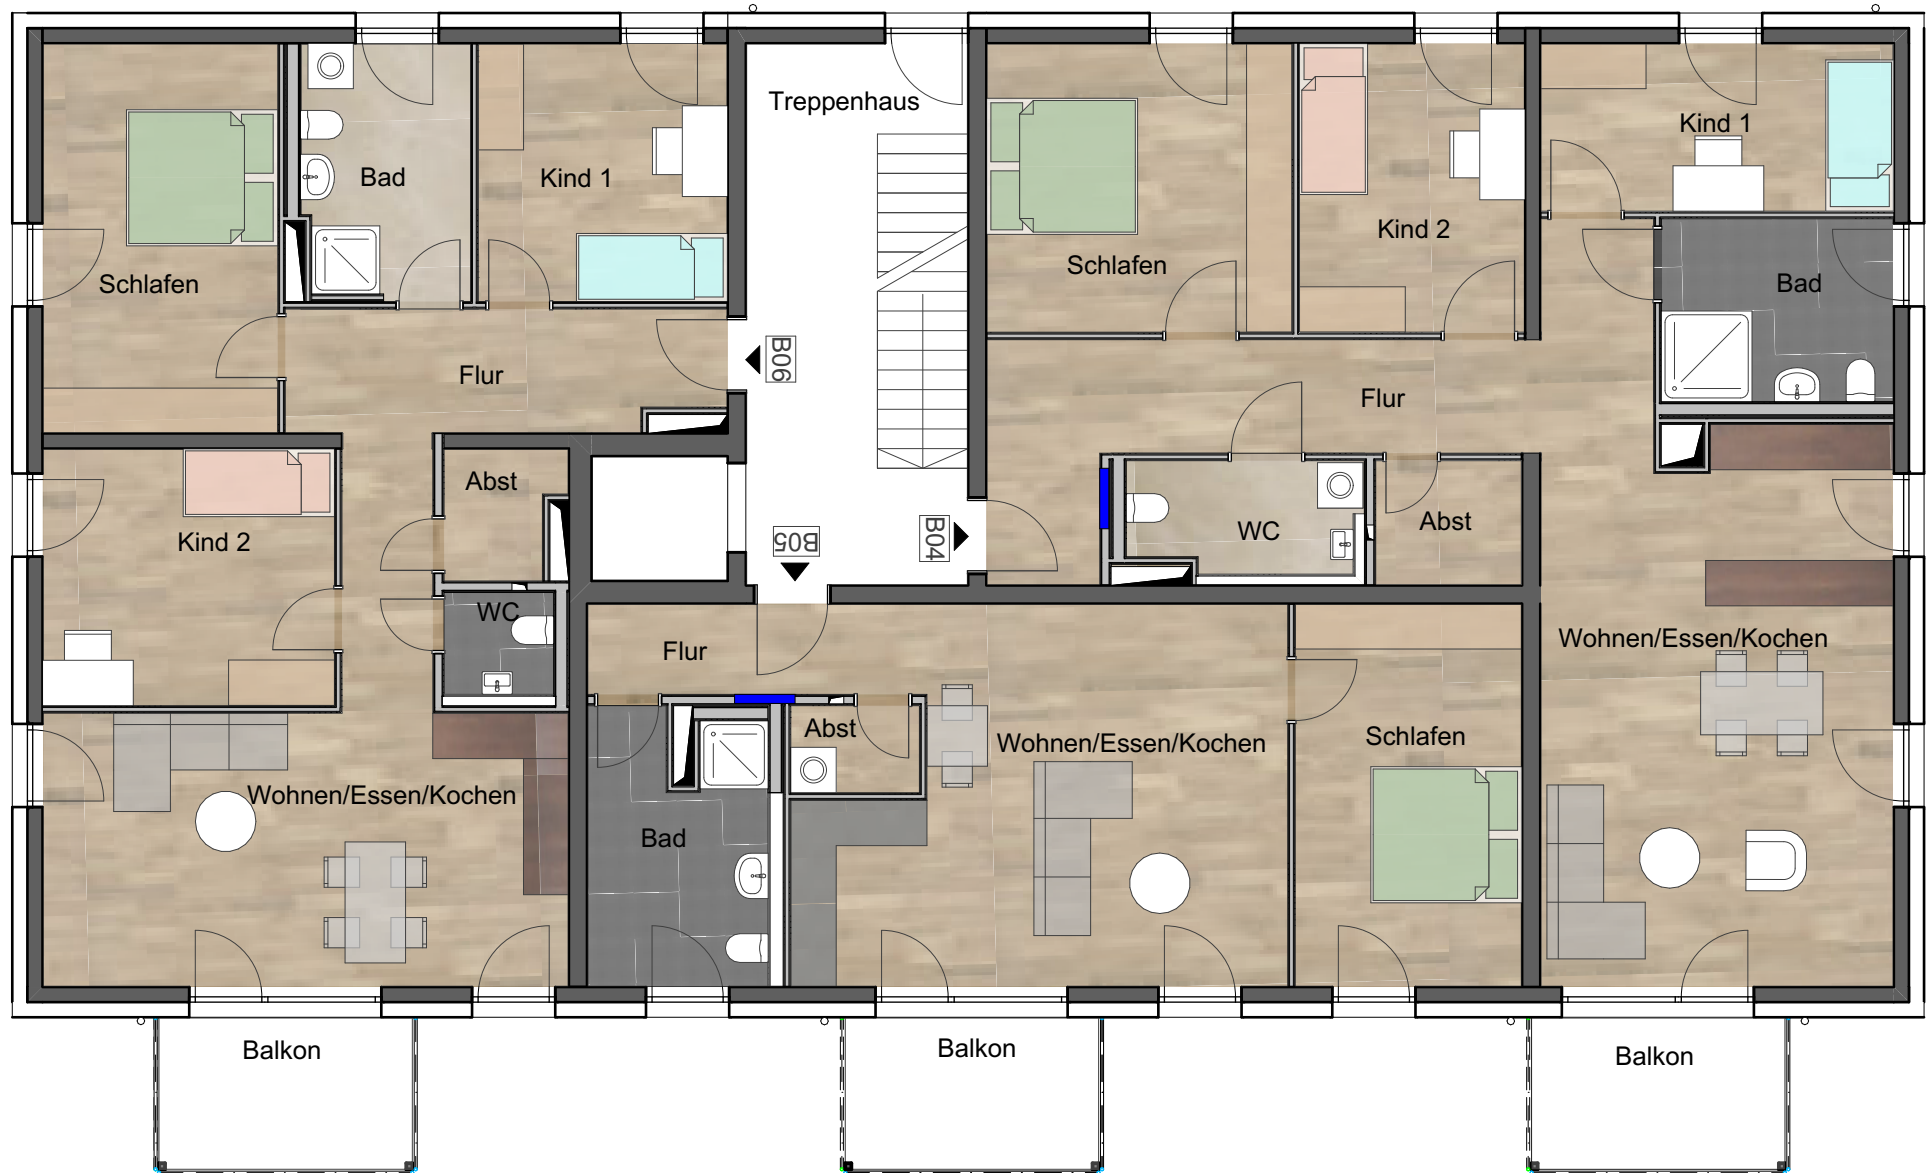 Treppenhaus
Kind 1
Bad
Kind 1
Kind 2
Schlafen
Schlafen
Bad
B06
Flur
Flur
Abst
Kind 2
B05
B04
WC
Abst
WC
Flur
Wohnen/Essen/Kochen
Abst
Wohnen/Essen/Kochen
Schlafen
Wohnen/Essen/Kochen
Bad
Balkon
Balkon
Balkon